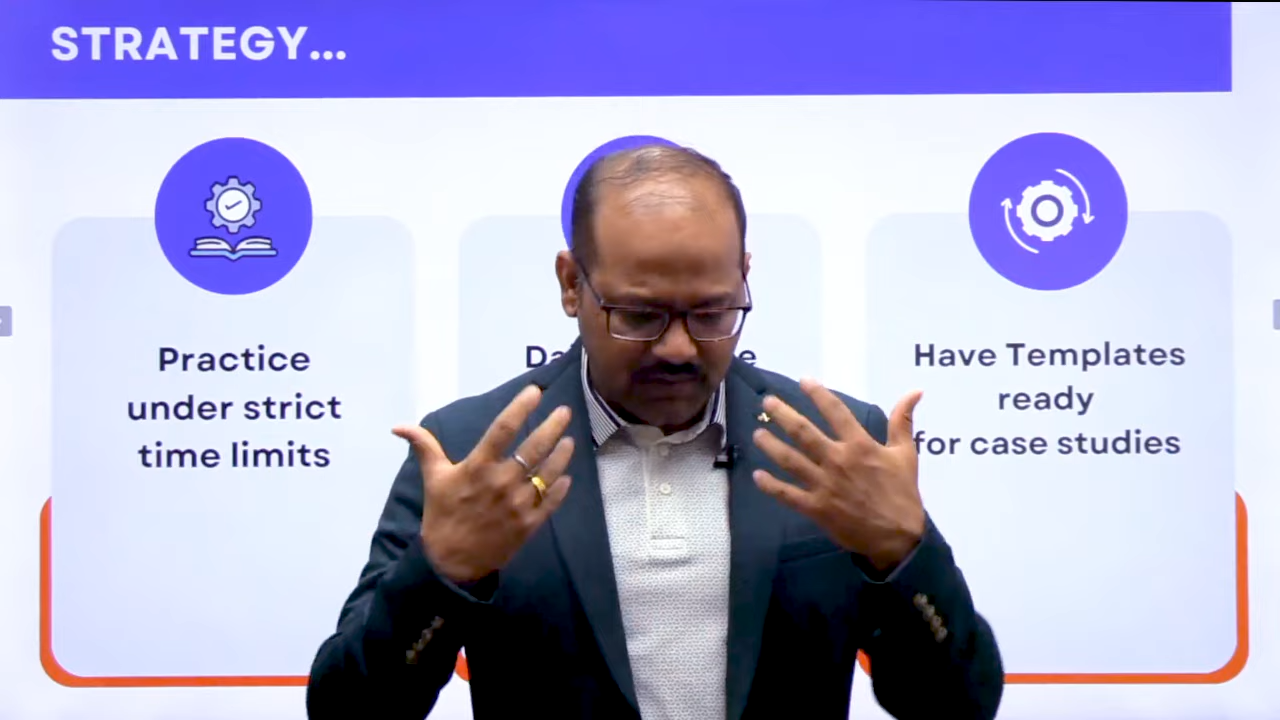 STRATEGY...
Practice
under strict
time limits
Have Templates
ready
for case studies